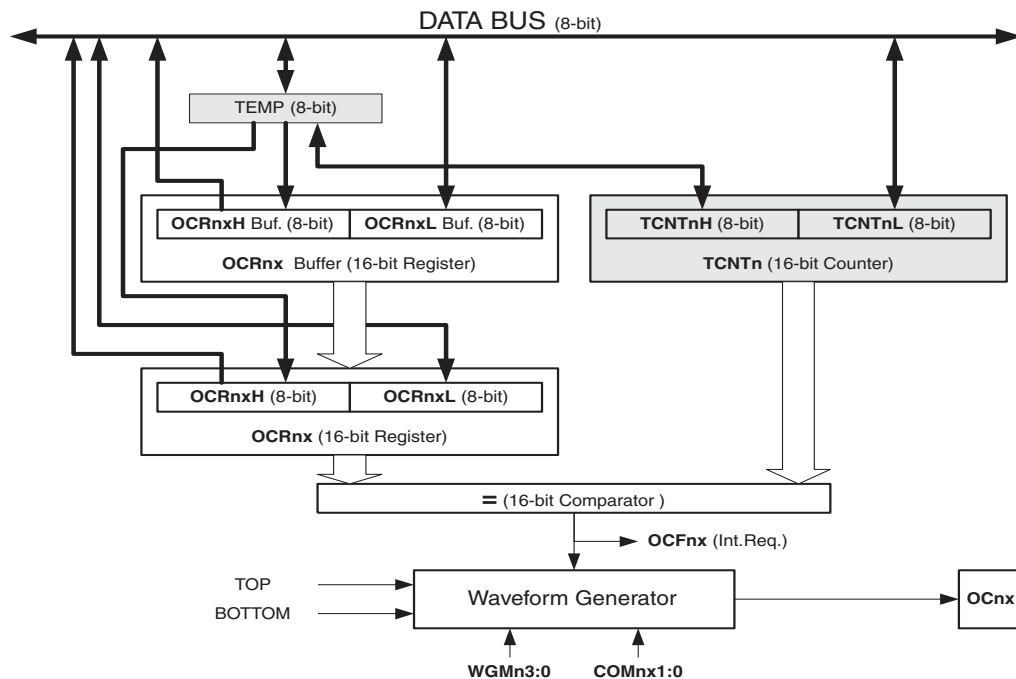 DATA BUS (8-bit)
TEMP (8-bit)
OCRnxH Buf. (8-bit)
OCRnxL Buf. (8-bit)
OCRnx Buffer (16-bit Register)
TCNTnH (8-bit)
TCNTnL (8-bit)
TCNTn (16-bit Counter)
OCRnxH (8-bit)
OCRnxL (8-bit)
OCRnx (16-bit Register)
= (16-bit Comparator )
OCFnx (Int.Req.)
TOP
BOTTOM
Waveform Generator
OCnx
WGMn3:0
COMnx1:0